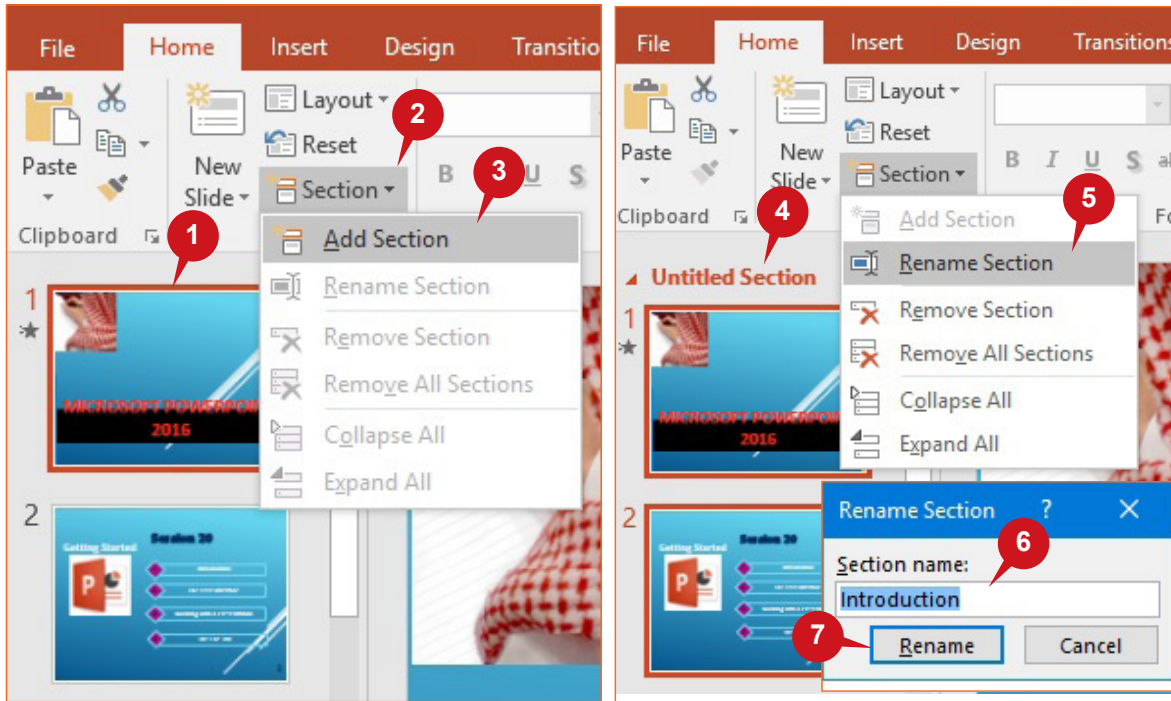 File Home Insert Design Transitio
Layout
2
Reset
Paste
New
Slide
Section
B U S
3
Clipboard
1
Add Section
Rename Section
Remove Section
Remove All Sections
Collapse All
Expand All
1
MICROSOFT POWERPOI
2016
2
Getting Started
Session 20
P
File Home Insert Design Transitions
Layout
Reset
Paste
New
Slide
Section
B I U S ab
Clipboard
4
5
Fo
Add Section
Untitled Section
Rename Section
Remove Section
Remove All Sections
Collapse All
Expand All
1
MICROSOFT POWERPOI
2016
2
Getting Started
Session 20
P
Rename Section ?
6
Section name:
Introduction
7
Rename Cancel